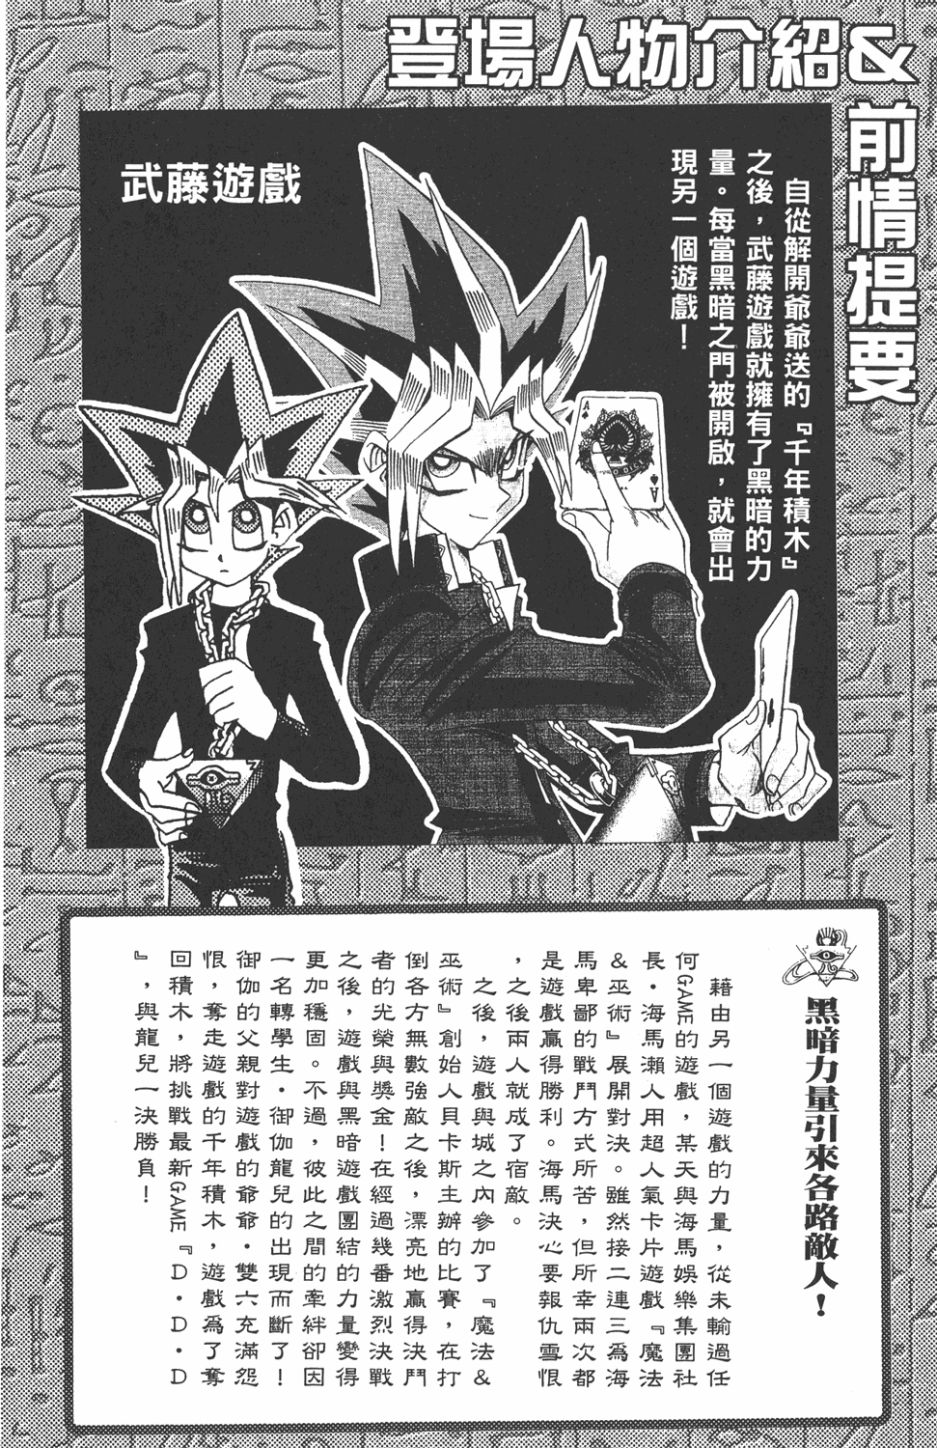 登場人物介紹&
前情提要
武藤遊戲
自從解開爺爺送的『千年積木』
之後，武藤遊戲就擁有了黑暗的力
量。每當黑暗之門被開啟，就會出
現另一個遊戲！
黑暗力量引來各路敵人！
藉由另一個遊戲的力量，從未輸過任
何GAME的遊戲，某天與海馬娛樂集團社
長・海馬瀨人用超人氣卡片遊戲『魔法
&巫術』展開對決。雖然接二連三為海
馬卑鄙的戰鬥方式所苦，但所幸兩次都
是遊戲贏得勝利。海馬決心要報仇雪恨
，之後兩人就成了宿敵。
之後，遊戲與城之內參加了『魔法&
巫術』創始人貝卡斯主辦的比賽，在打
倒各方無數強敵之後，漂亮地贏得決鬥
者的光榮與獎金！在經過幾番激烈決戰
之後，遊戲與黑暗遊戲團結的力量變得
更加穩固。不過，彼此之間的牽絆卻因
一名轉學生・御伽龍兒的出現而斷了！
御伽的父親對遊戲的爺爺・雙六充滿怨
恨，奪走遊戲的千年積木，遊戲為了奪
回積木，將挑戰最新GAME『D・D・D
』，與龍兒一決勝負！